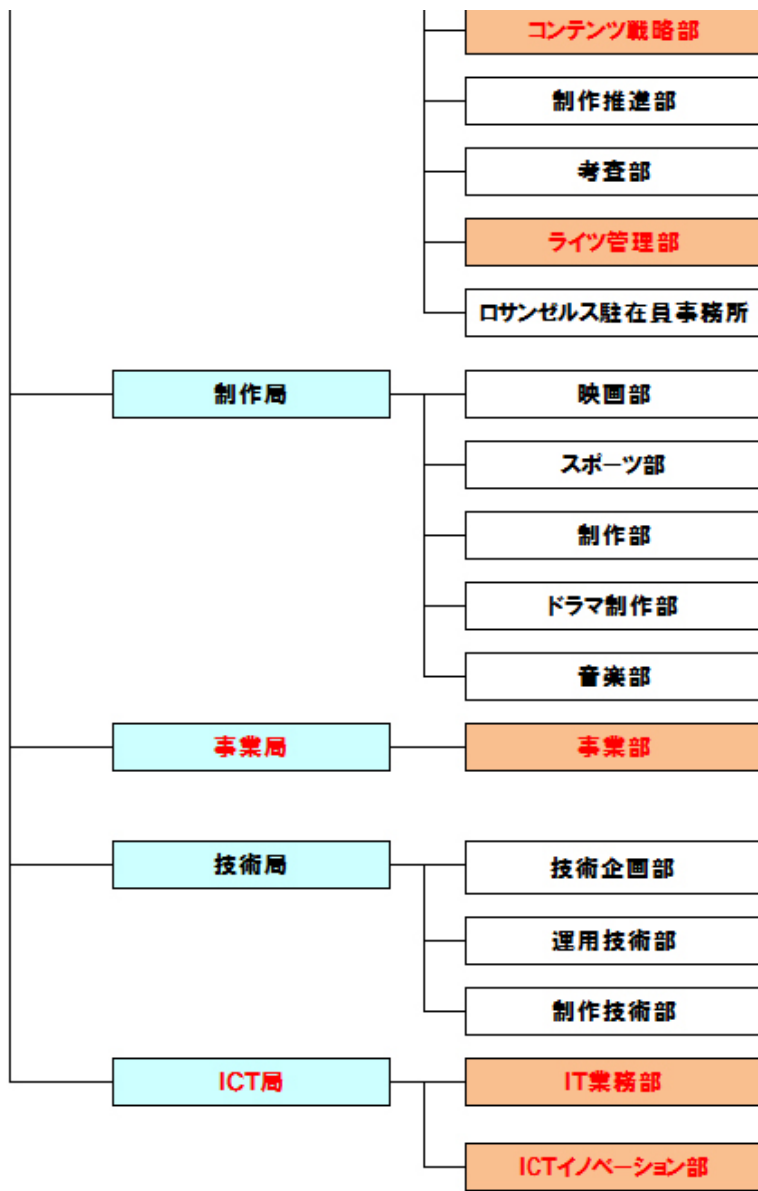 コンテンツ戦略部
制作推進部
考査部
ライツ管理部
ロサンゼルス駐在員事務所
制作局
映画部
スポーツ部
制作部
ドラマ制作部
音楽部
事業局
事業部
技術局
技術企画部
運用技術部
制作技術部
ICT局
IT業務部
ICTイノベーション部